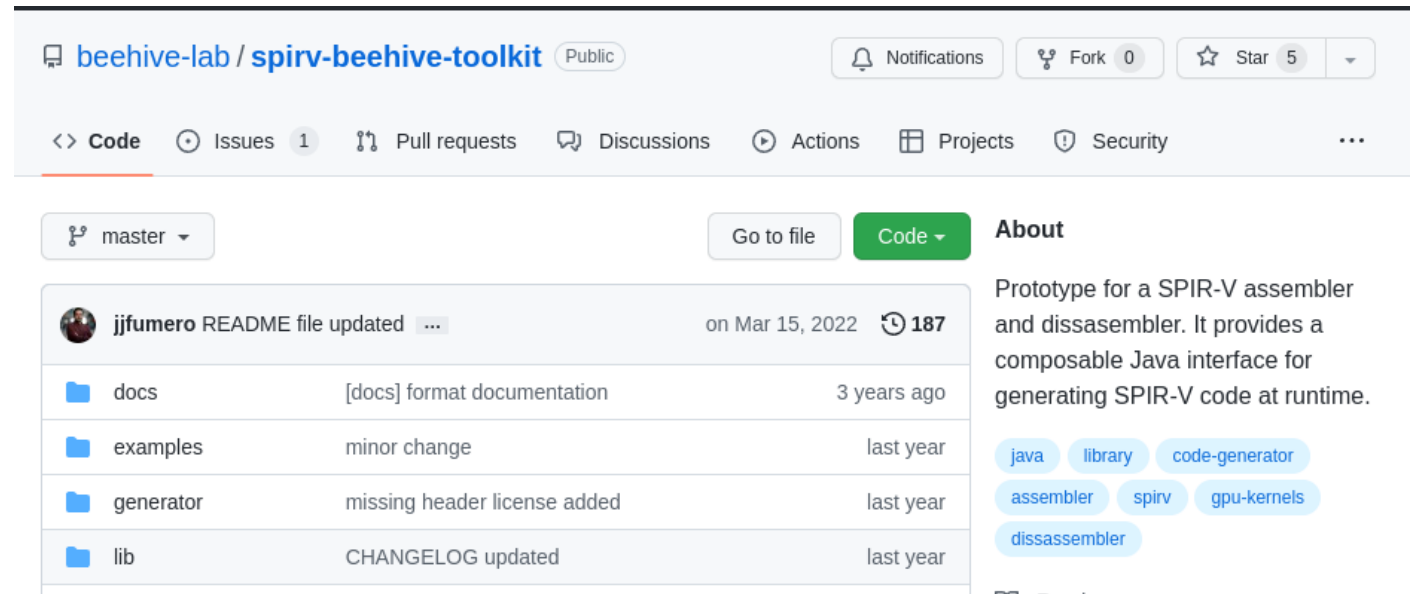 beehive-lab / spirv-beehive-toolkit Public
Notifications Fork 0 Star 5
Code Issues 1 Pull requests Discussions Actions Projects Security ...
master Go to file Code
jjfumero README file updated ... on Mar 15, 2022 187
docs [docs] format documentation 3 years ago
examples minor change last year
generator missing header license added last year
lib CHANGELOG updated last year
About
Prototype for a SPIR-V assembler
and dissasembler. It provides a
composable Java interface for
generating SPIR-V code at runtime.
java library code-generator
assembler spirv gpu-kernels
dissassembler